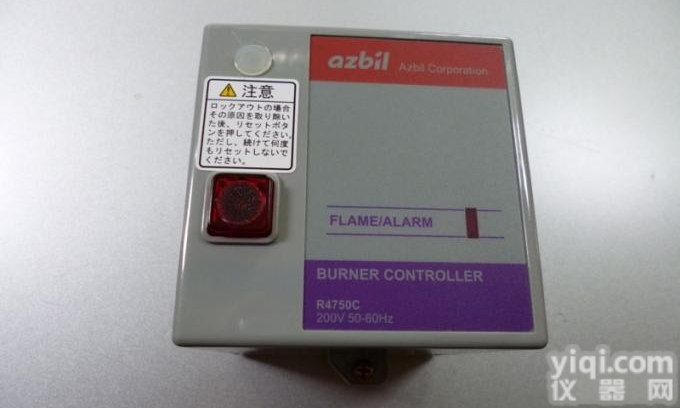 azbil Azbil Corporation
注意
ロックアウトの場合
その原因を取り除い
た後、リセットボタ
ンを押してください。
ただし、続けて何度
もリセットしないで
ください。
FLAME/ALARM
BURNER CONTROLLER
R4750C
200V 50-60Hz
yiqi.com
仪器网